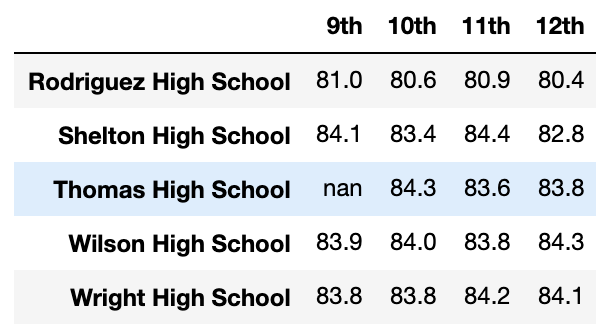 9th 10th 11th 12th
Rodriguez High School 81.0 80.6 80.9 80.4
Shelton High School 84.1 83.4 84.4 82.8
Thomas High School nan 84.3 83.6 83.8
Wilson High School 83.9 84.0 83.8 84.3
Wright High School 83.8 83.8 84.2 84.1